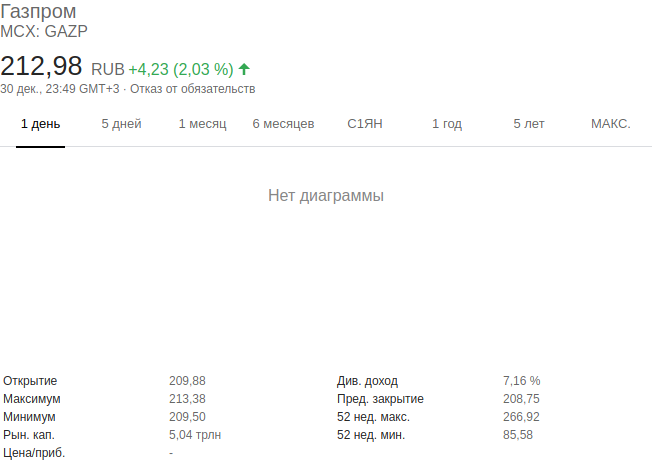 Газпром
MCX: GAZP
212,98 RUB +4,23 (2,03 %)
30 дек., 23:49 GMT+3 · Отказ от обязательств
1 день 5 дней 1 месяц 6 месяцев С1ЯН 1 год 5 лет МАКС.
Нет диаграммы
Открытие 209,88 Див. доход 7,16 %
Максимум 213,38 Пред. закрытие 208,75
Минимум 209,50 52 нед. макс. 266,92
Рын. кап. 5,04 трлн 52 нед. мин. 85,58
Цена/приб. -